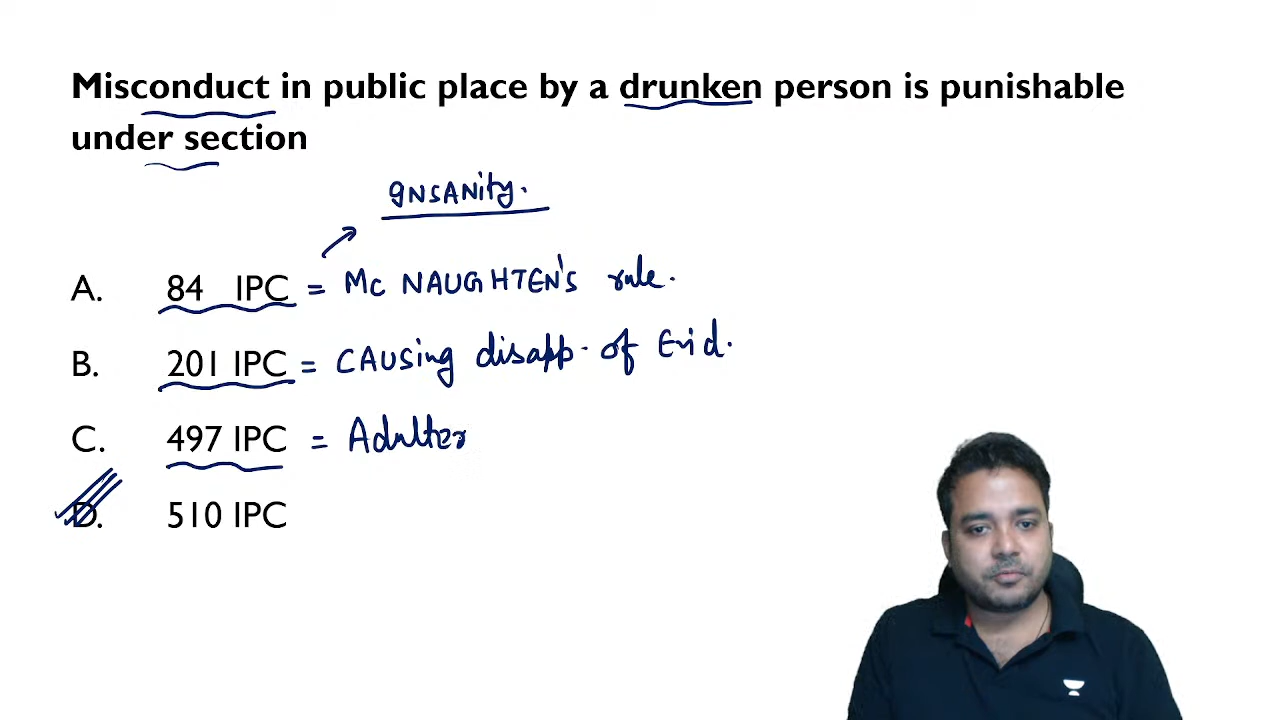 Misconduct in public place by a drunken person is punishable
under section
INSANity.
A. 84 IPC = Mc NAUGHTEN'S rule.
B. 201 IPC = CAUSing disapp. of Evid.
C. 497 IPC = Adulter
D. 510 IPC